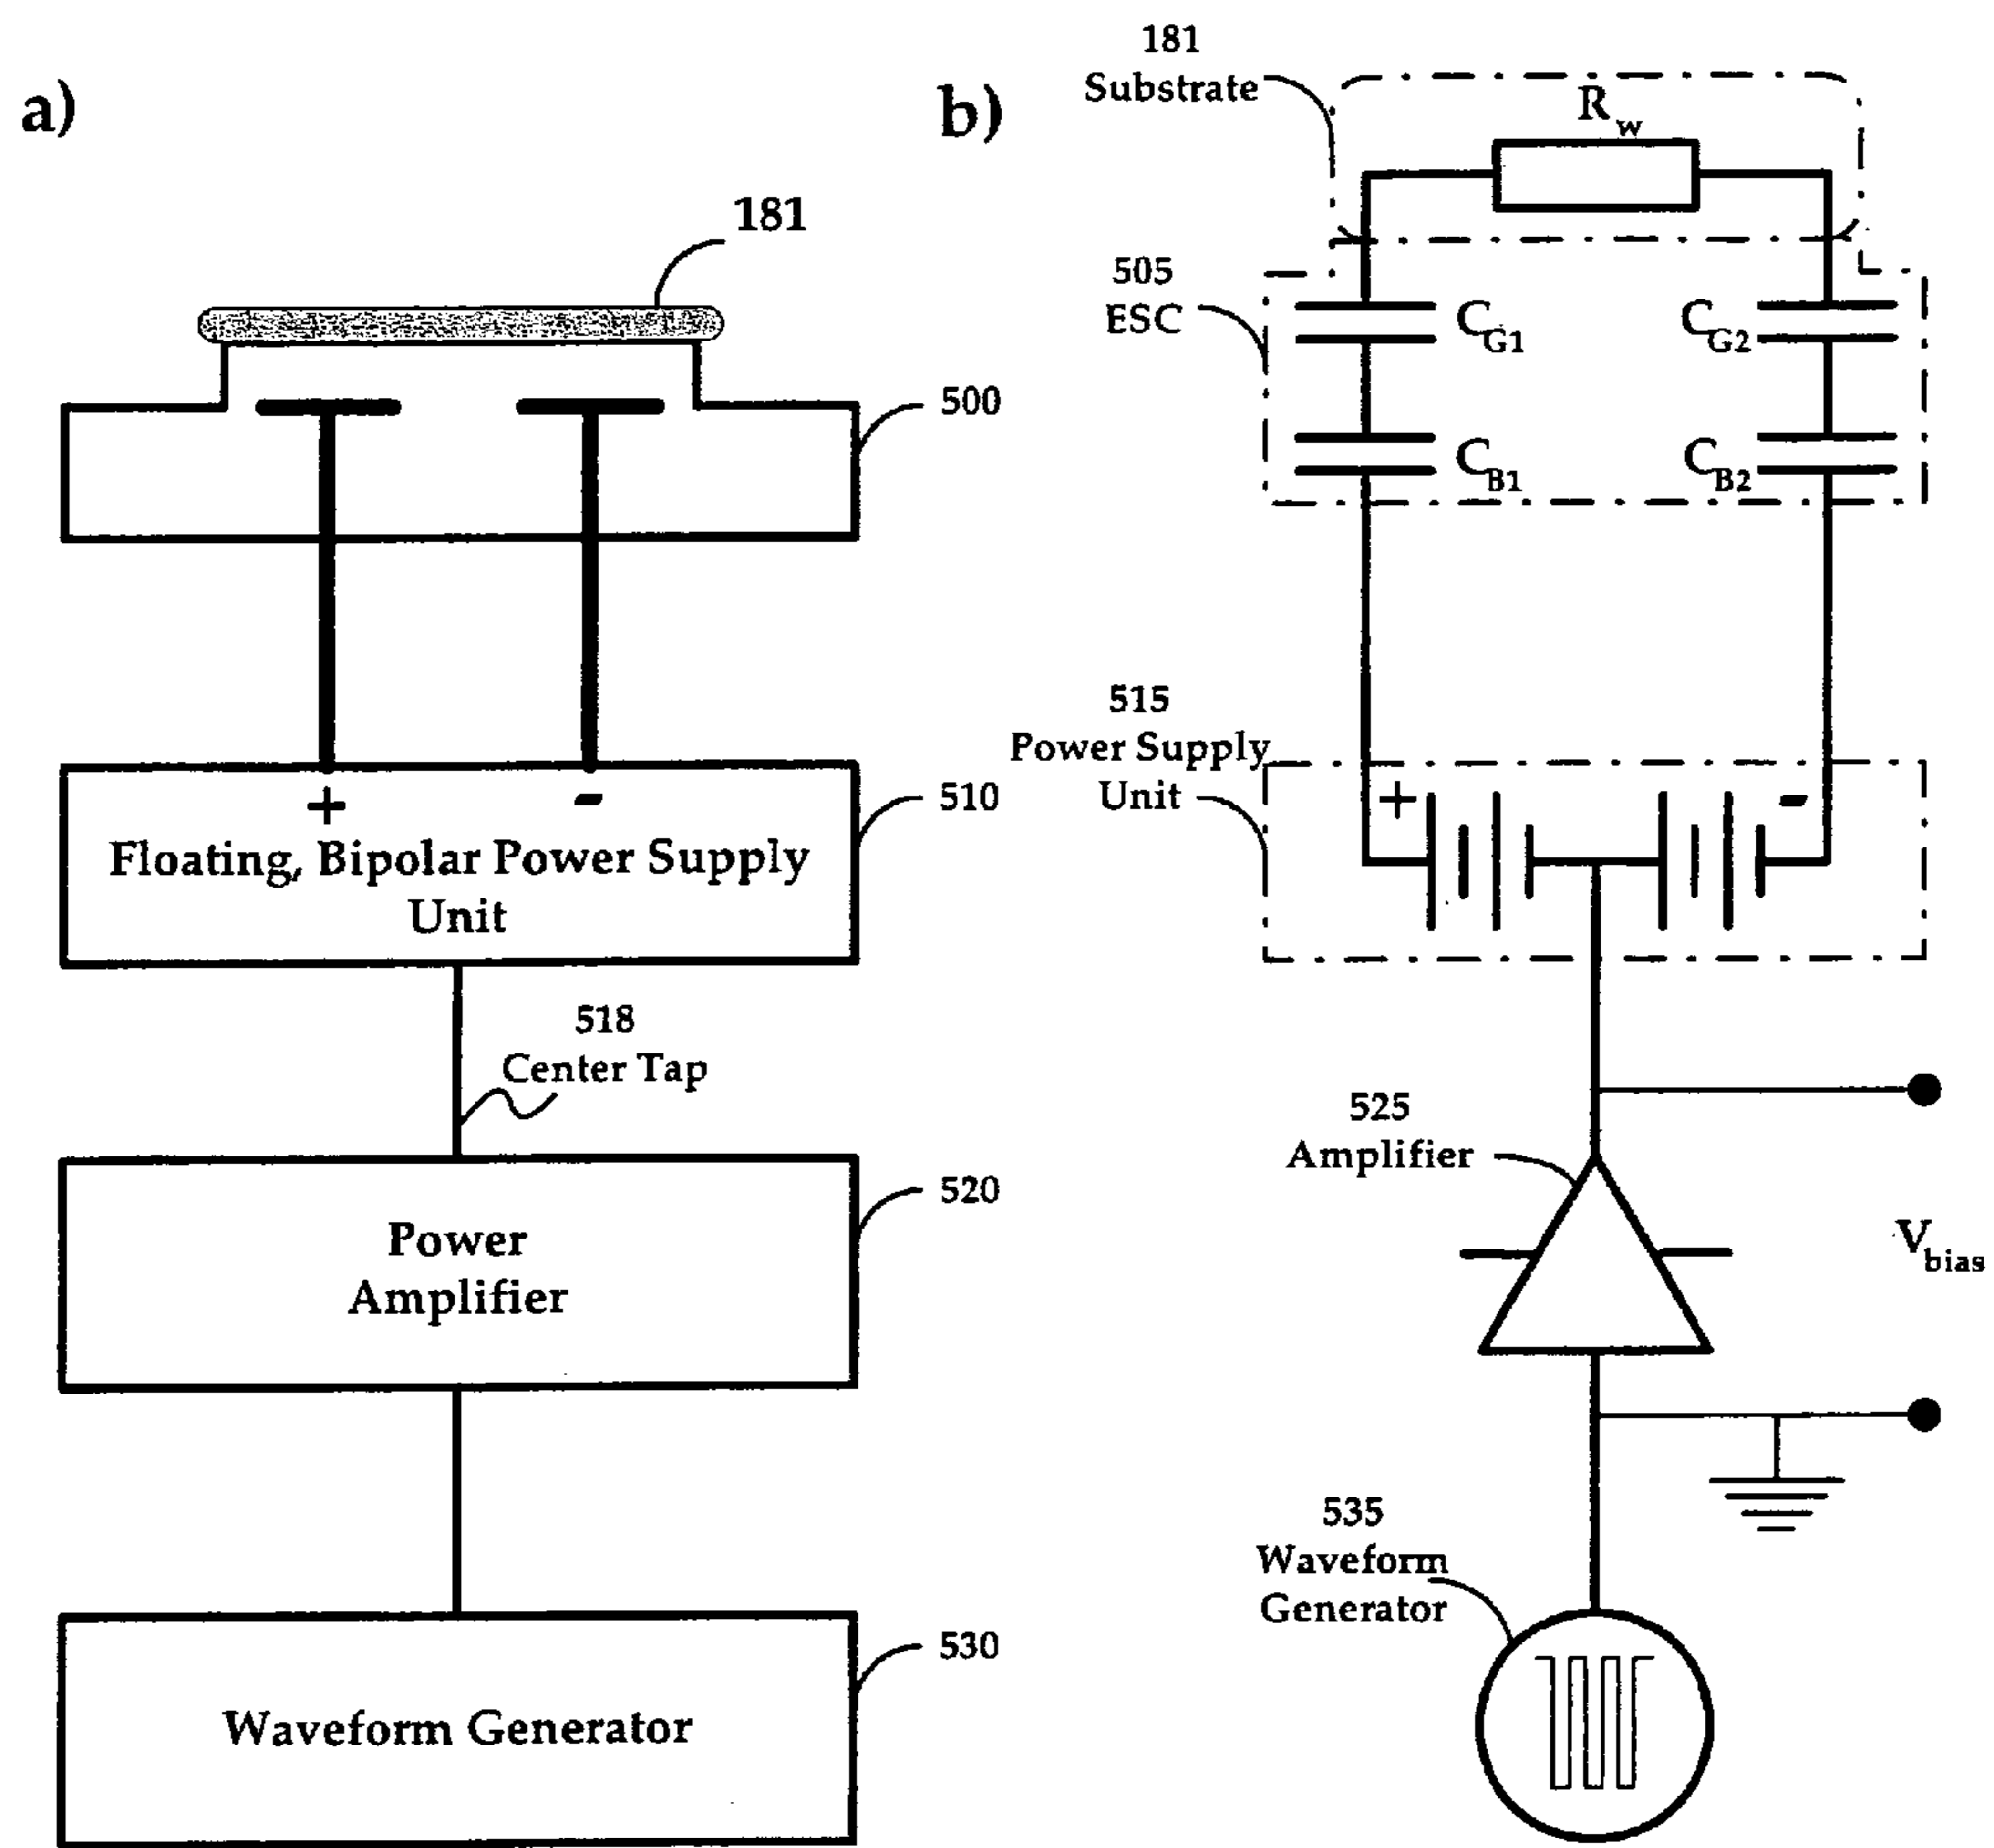 a)
181
500
+
-
510
Floating, Bipolar Power Supply
Unit
518
Center Tap
520
Power
Amplifier
530
Waveform Generator
b)
181
Substrate
Rw
505
ESC
CG1
CG2
CB1
CB2
515
Power Supply
Unit
+
-
525
Amplifier
Vbias
535
Waveform
Generator